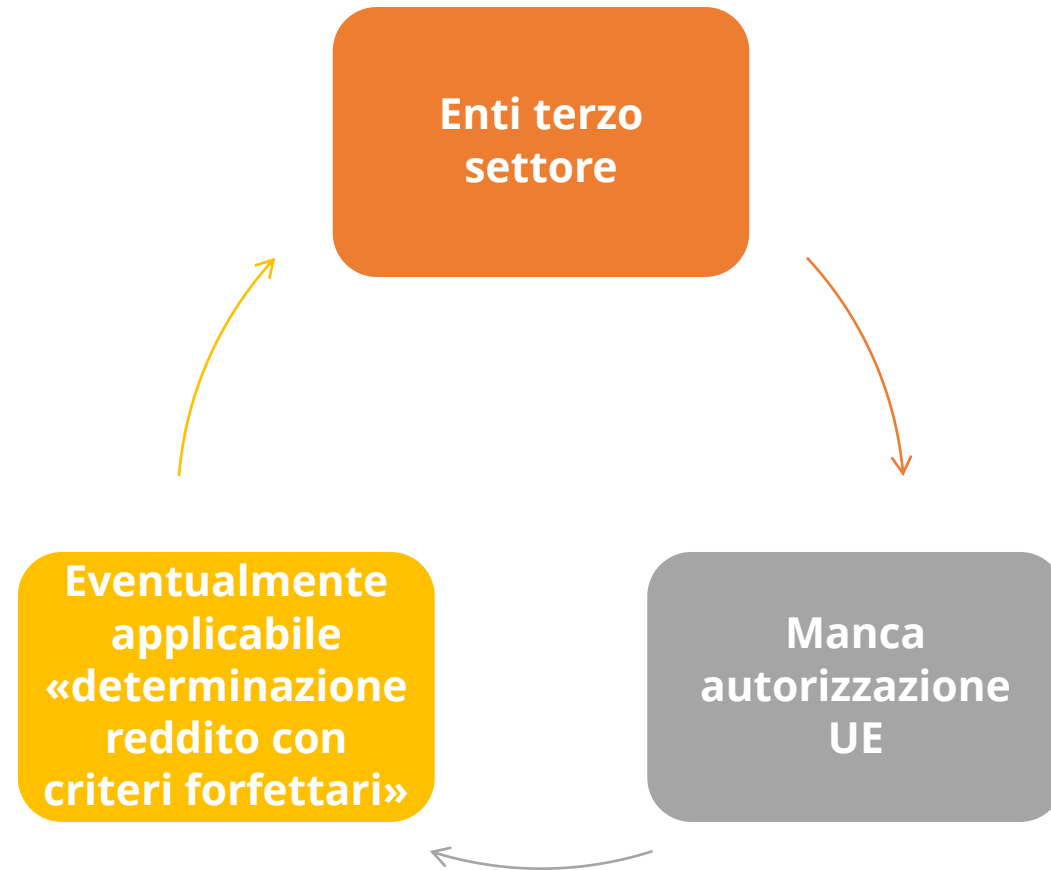 Enti terzo
settore
Manca
autorizzazione
UE
Eventualmente
applicabile
«determinazione
reddito con
criteri forfettari»